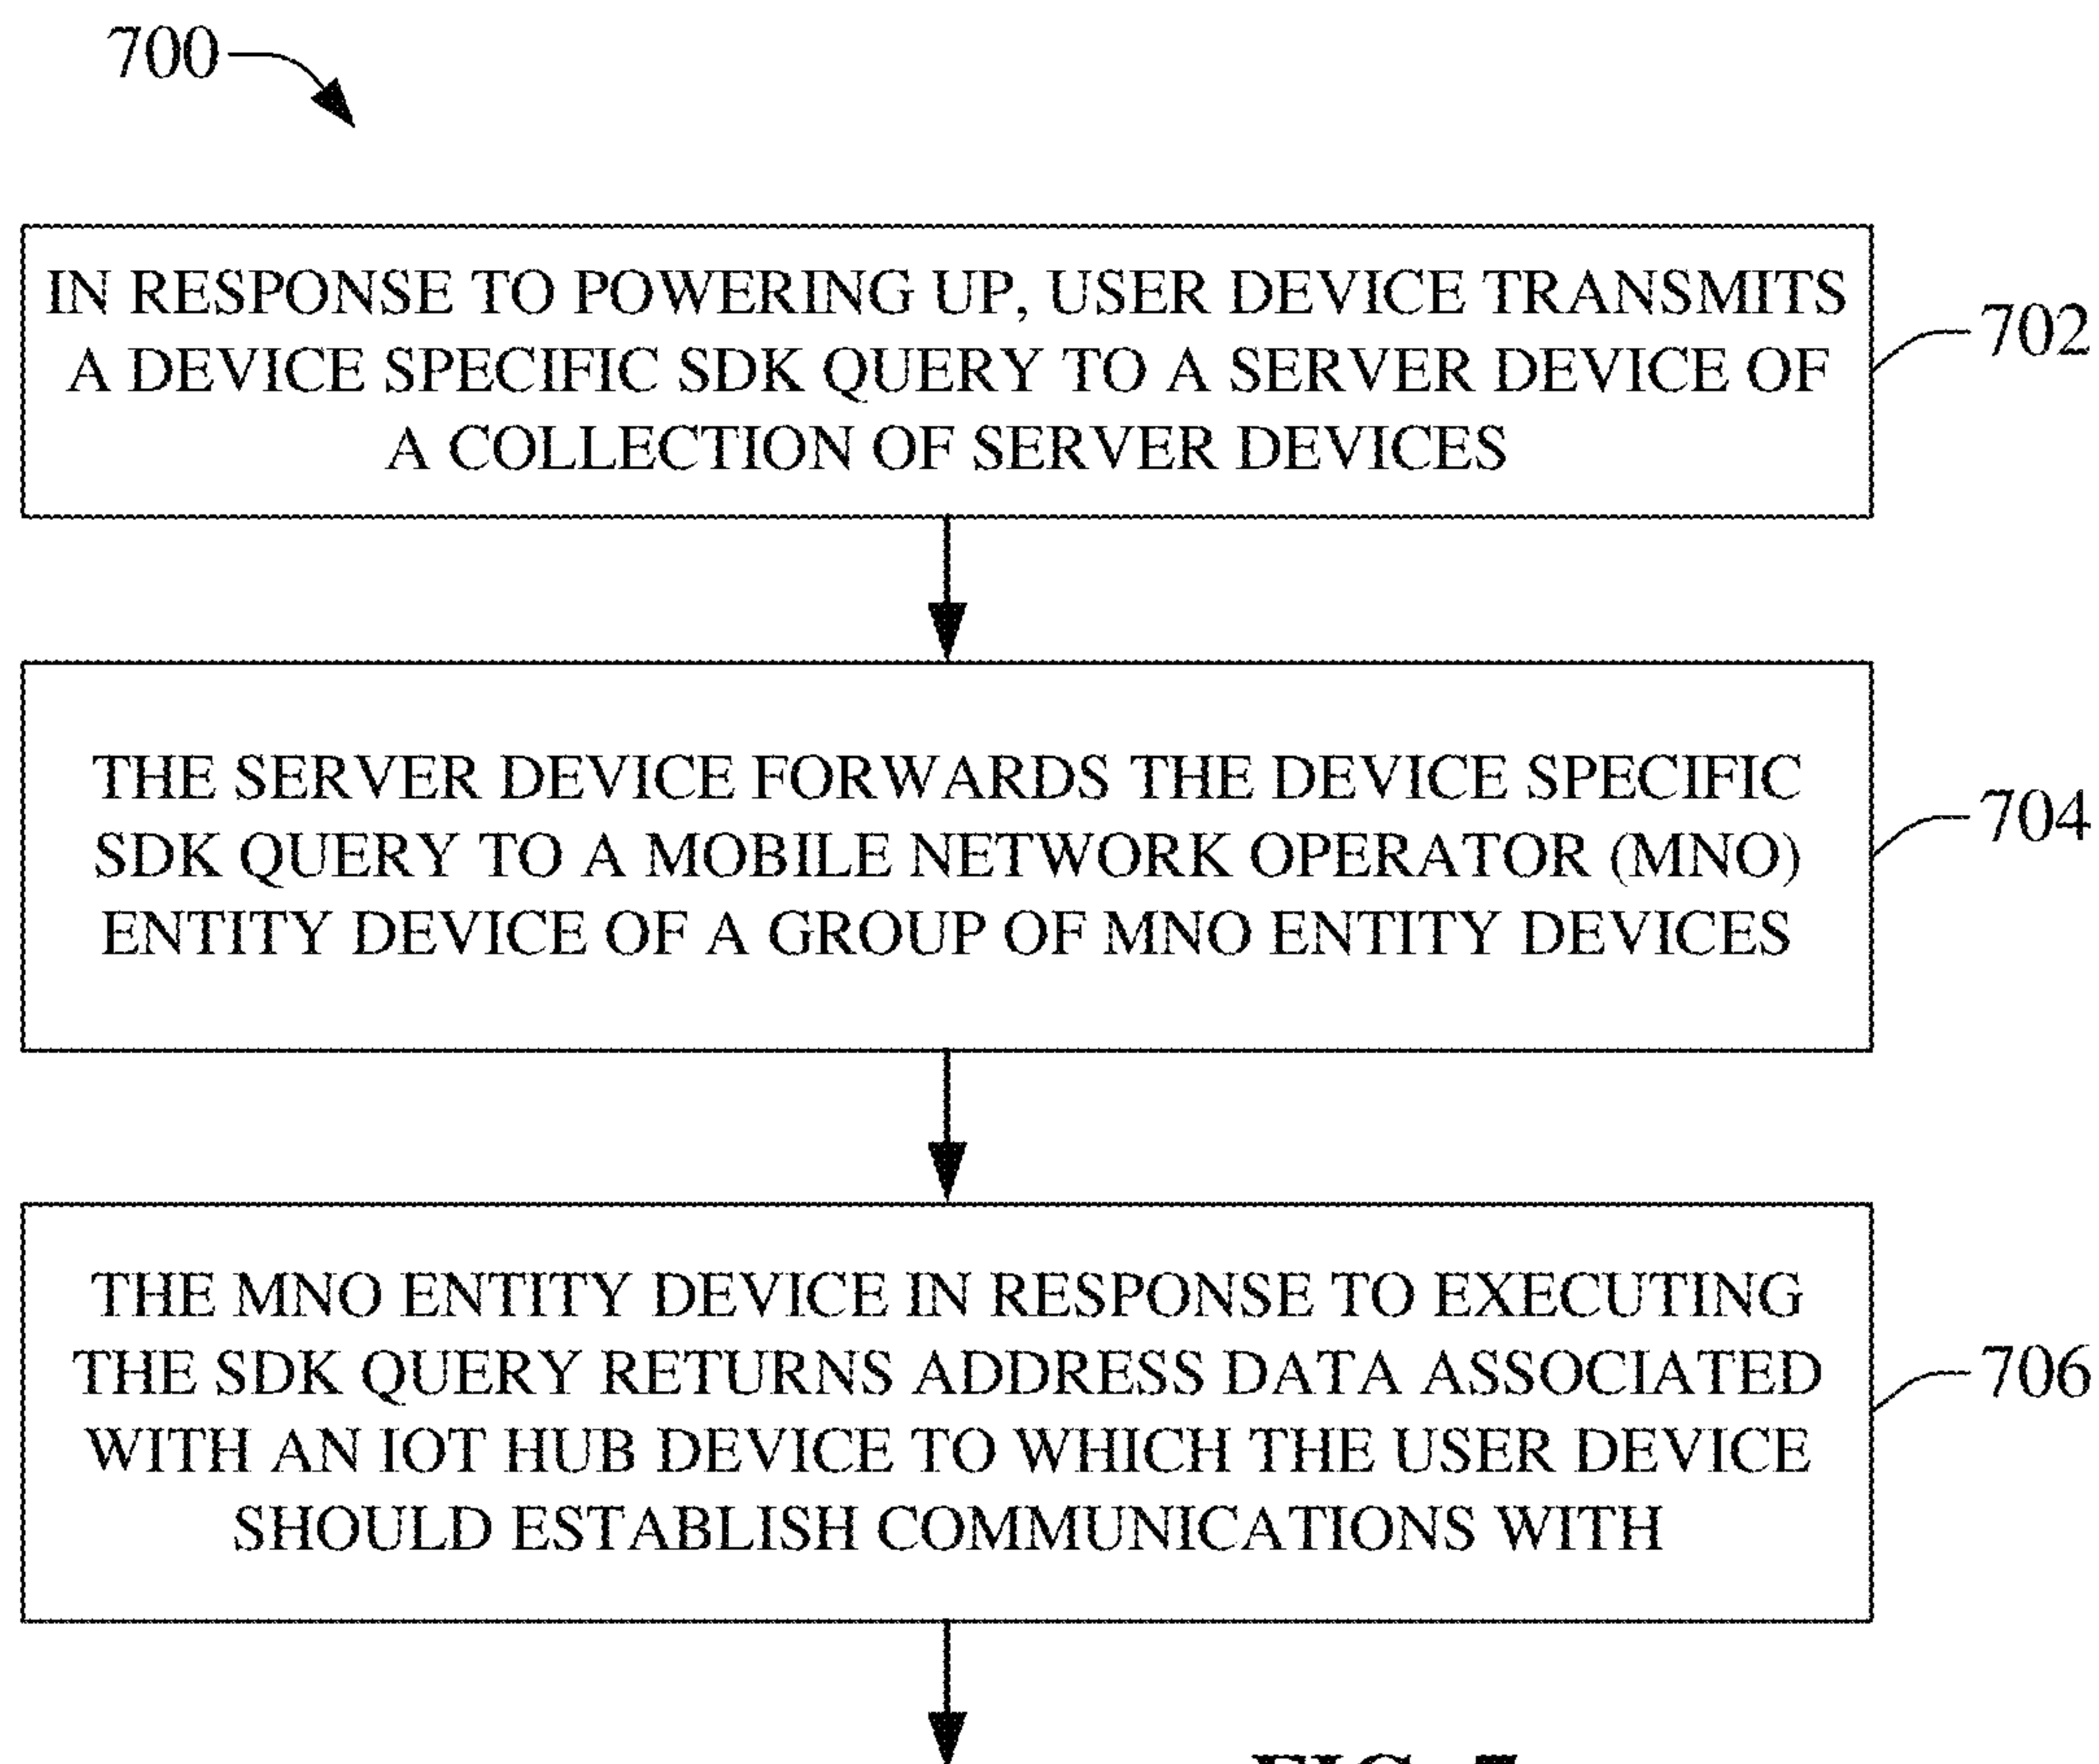 700
IN RESPONSE TO POWERING UP, USER DEVICE TRANSMITS
A DEVICE SPECIFIC SDK QUERY TO A SERVER DEVICE OF
A COLLECTION OF SERVER DEVICES
702
THE SERVER DEVICE FORWARDS THE DEVICE SPECIFIC
SDK QUERY TO A MOBILE NETWORK OPERATOR (MNO)
ENTITY DEVICE OF A GROUP OF MNO ENTITY DEVICES
704
THE MNO ENTITY DEVICE IN RESPONSE TO EXECUTING
THE SDK QUERY RETURNS ADDRESS DATA ASSOCIATED
WITH AN IOT HUB DEVICE TO WHICH THE USER DEVICE
SHOULD ESTABLISH COMMUNICATIONS WITH
706